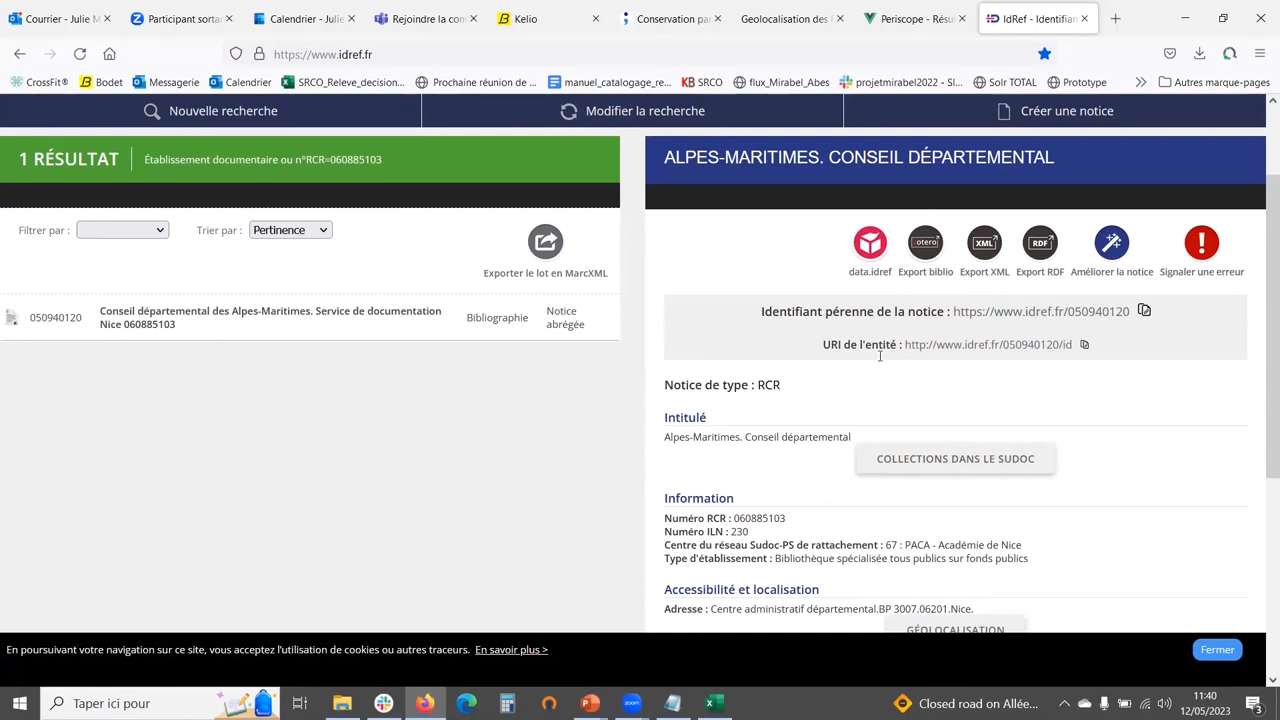 Courrier - Julie M
Participant sortar
Calendrier - Julie
Rejoindre la com
Kelio
Conservation par
Geolocalisation des F
Periscope - Résul
IdRef - Identifian
https://www.idref.fr
CrossFit®
Bodet
Messagerie
Calendrier
SRCO_Releve_decision...
Prochaine réunion de ...
manuel_catalogage_re...
SRCO
flux_Mirabel_Abes
projetmirabel2022 - Sl...
Solr TOTAL
Prototype
Autres marque-pages
Nouvelle recherche
Modifier la recherche
Créer une notice
1 RÉSULTAT
Établissement documentaire ou n°RCR=060885103
ALPES-MARITIMES. CONSEIL DÉPARTEMENTAL
Filtrer par :
Trier par :
Pertinence
Exporter le lot en MarcXML
data.idref
otero
Export biblio
XML
Export XML
RDF
Export RDF
Améliorer la notice
Signaler une erreur
050940120
Conseil départemental des Alpes-Maritimes. Service de documentation
Nice 060885103
Bibliographie
Notice
abrégée
Identifiant pérenne de la notice : https://www.idref.fr/050940120
URI de l'entité : http://www.idref.fr/050940120/id
Notice de type : RCR
Intitulé
Alpes-Maritimes. Conseil départemental
COLLECTIONS DANS LE SUDOC
Information
Numéro RCR : 060885103
Numéro ILN : 230
Centre du réseau Sudoc-PS de rattachement : 67 : PACA - Académie de Nice
Type d'établissement : Bibliothèque spécialisée tous publics sur fonds publics
Accessibilité et localisation
Adresse : Centre administratif départemental.BP 3007.06201.Nice.
GÉOLOCALISATION
En poursuivant votre navigation sur ce site, vous acceptez l'utilisation de cookies ou autres traceurs. En savoir plus >
Fermer
Taper ici pour
Closed road on Allée...
11:40
12/05/2023
3